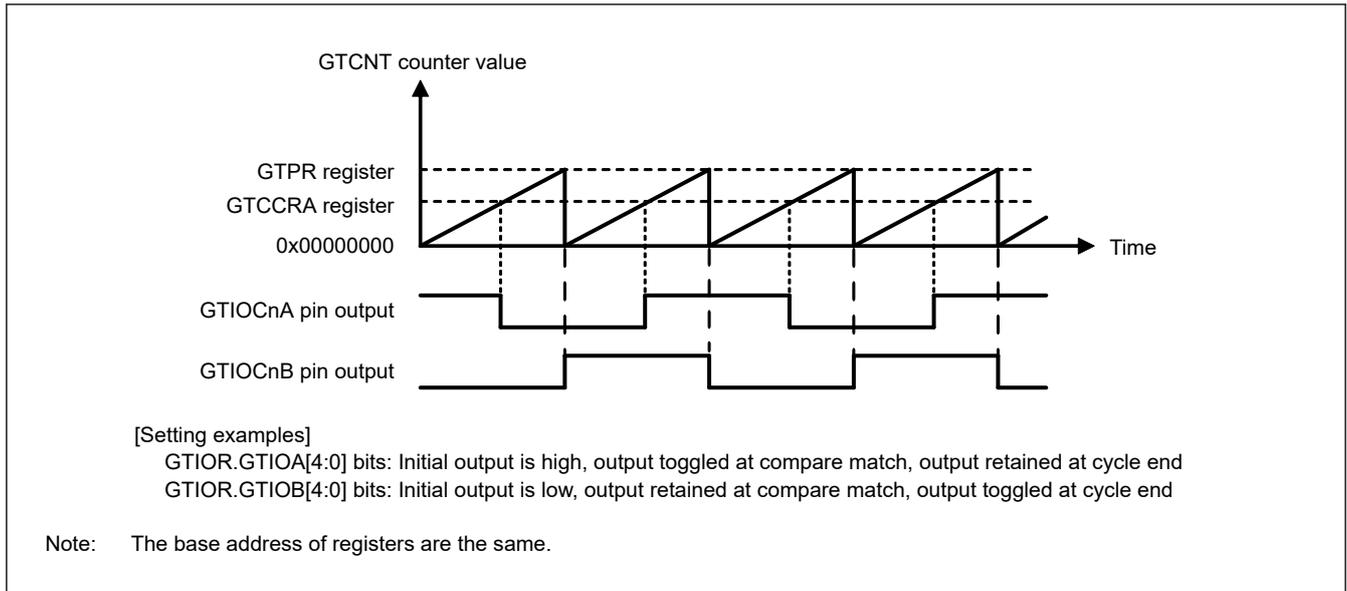 GTCNT counter value
GTPR register
GTCCRA register
0x00000000
Time
GTIOCnA pin output
GTIOCnB pin output
[Setting examples]
GTIOR.GTIOA[4:0] bits: Initial output is high, output toggled at compare match, output retained at cycle end
GTIOR.GTIOB[4:0] bits: Initial output is low, output retained at compare match, output toggled at cycle end
Note: The base address of registers are the same.